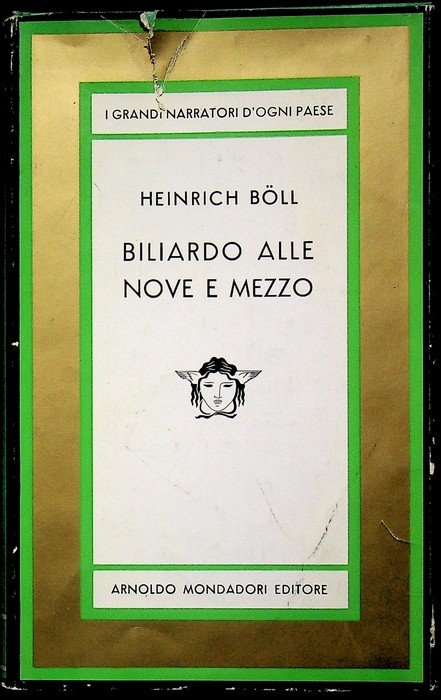 I GRANDI NARRATORI D'OGNI PAESE
HEINRICH BÖLL
BILIARDO ALLE
NOVE E MEZZO
ARNOLDO MONDADORI EDITORE